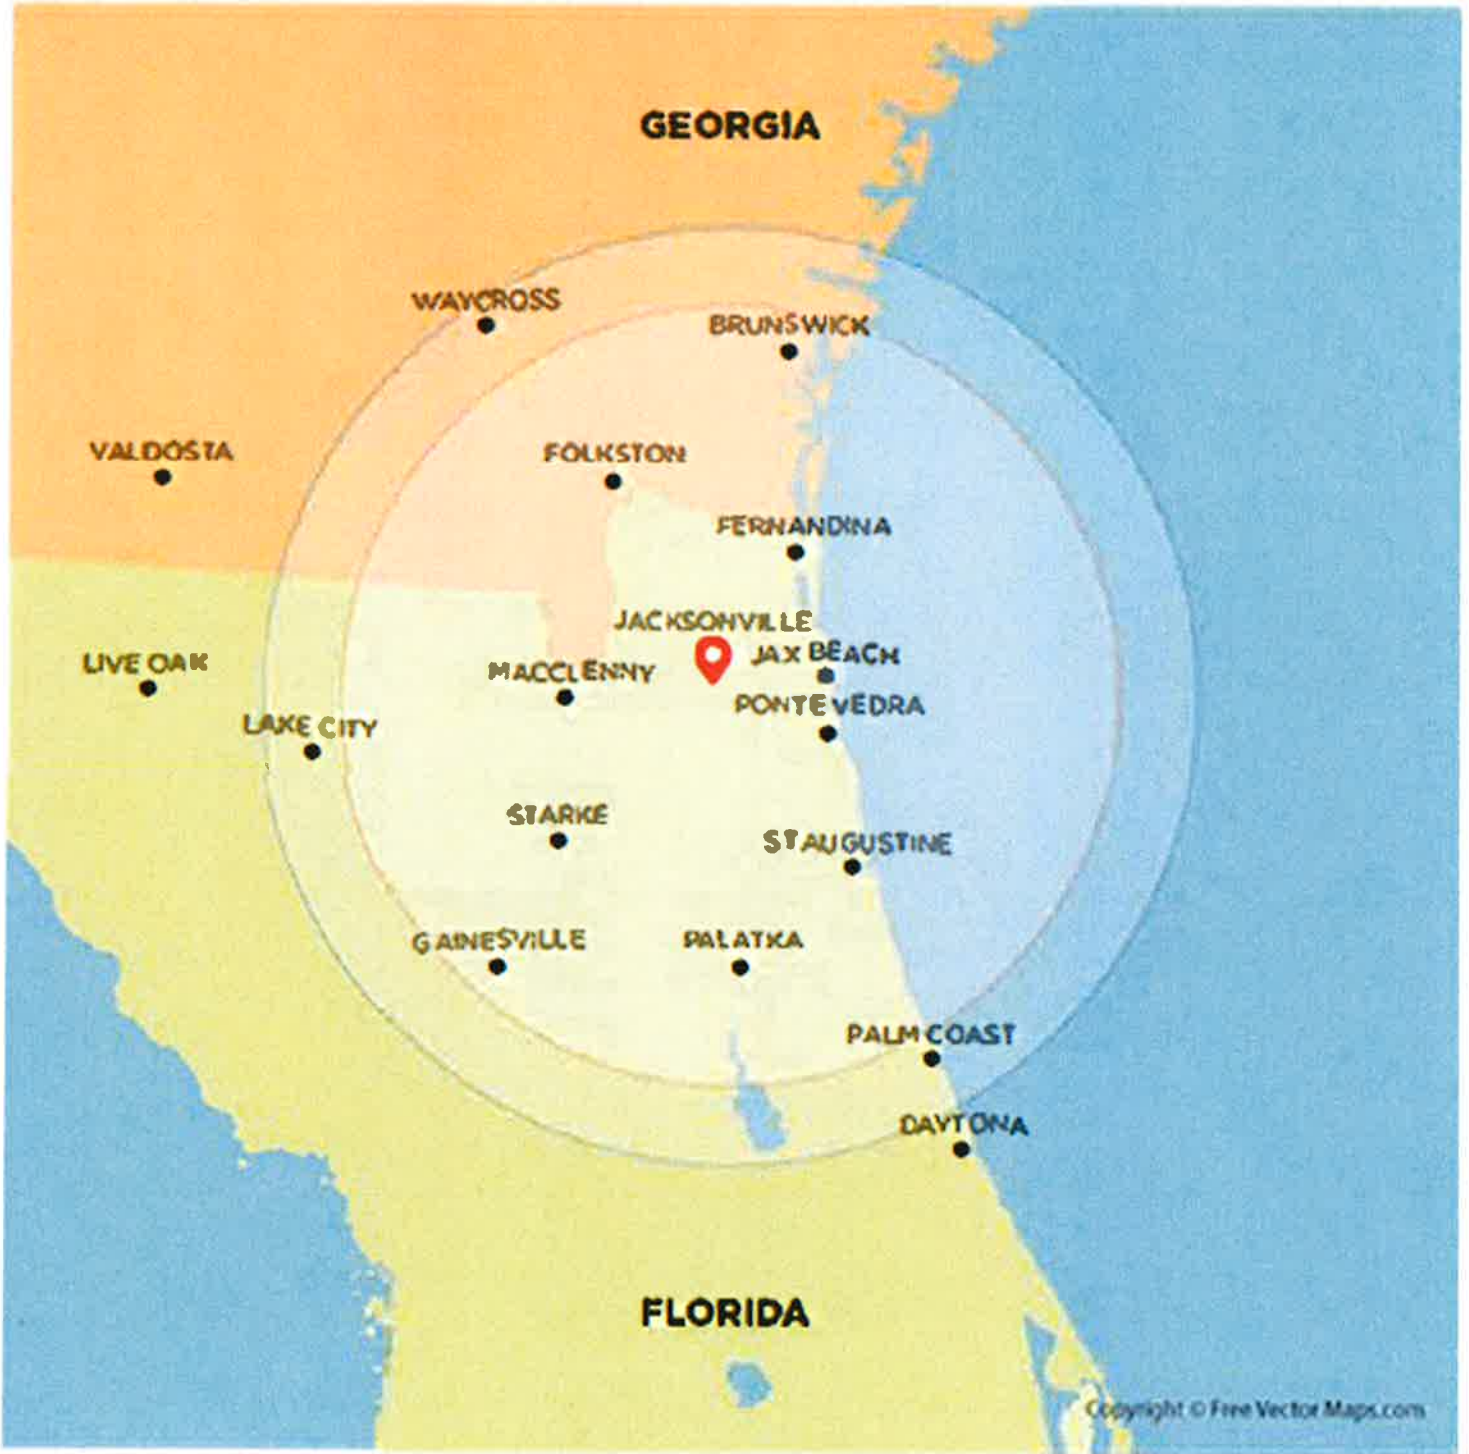 GEORGIA
WAYCROSS
BRUNSWICK
VALDOSTA
FOLKSTON
FERNANDINA
JACKSONVILLE
JAX BEACH
LIVE OAK
MACCLENNY
PONTE VEDRA
LAKE CITY
STARKE
ST AUGUSTINE
GAINESVILLE
PALATKA
PALM COAST
DAYTONA
FLORIDA
Copyright © Free Vector Maps.com